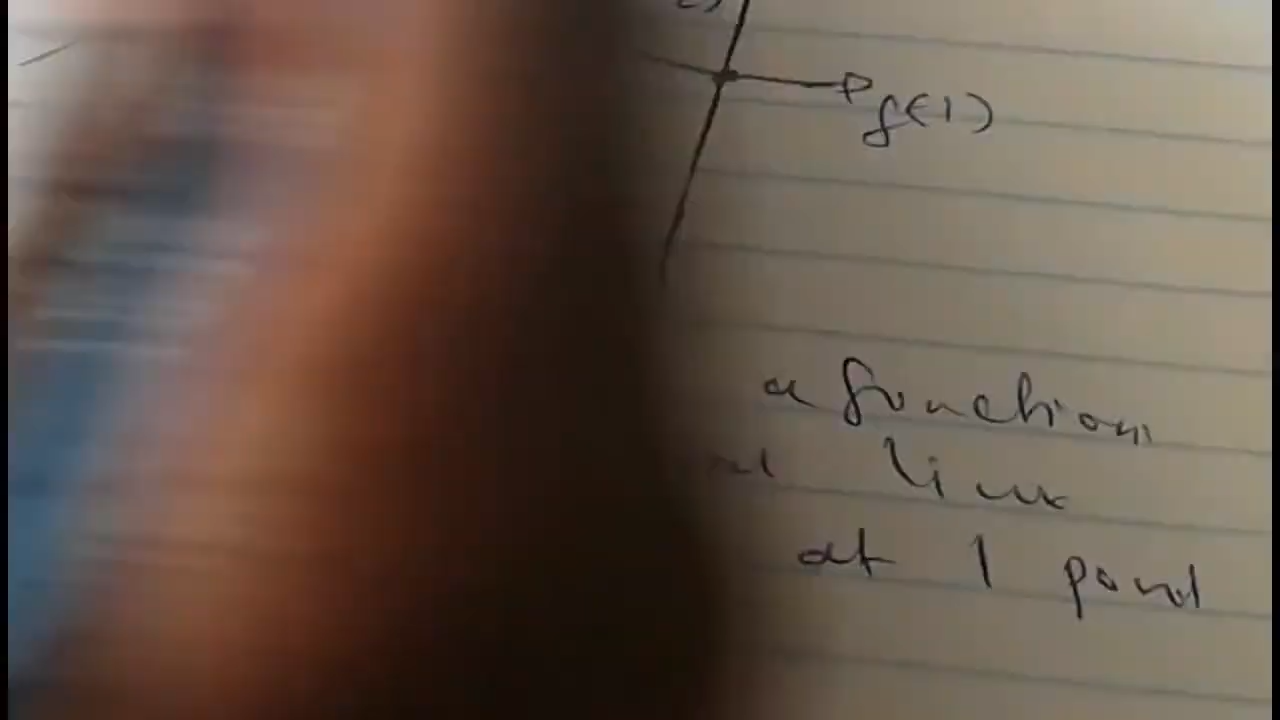 f(1)
a function
line
at 1 point